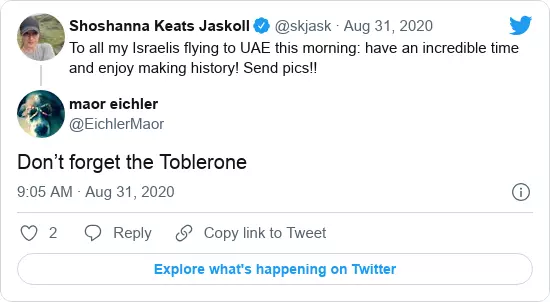 Shoshanna Keats Jaskoll @skjask · Aug 31, 2020
To all my Israelis flying to UAE this morning: have an incredible time
and enjoy making history! Send pics!!
maor eichler
@EichlerMaor
Don’t forget the Toblerone
9:05 AM · Aug 31, 2020
2 Reply Copy link to Tweet
Explore what's happening on Twitter